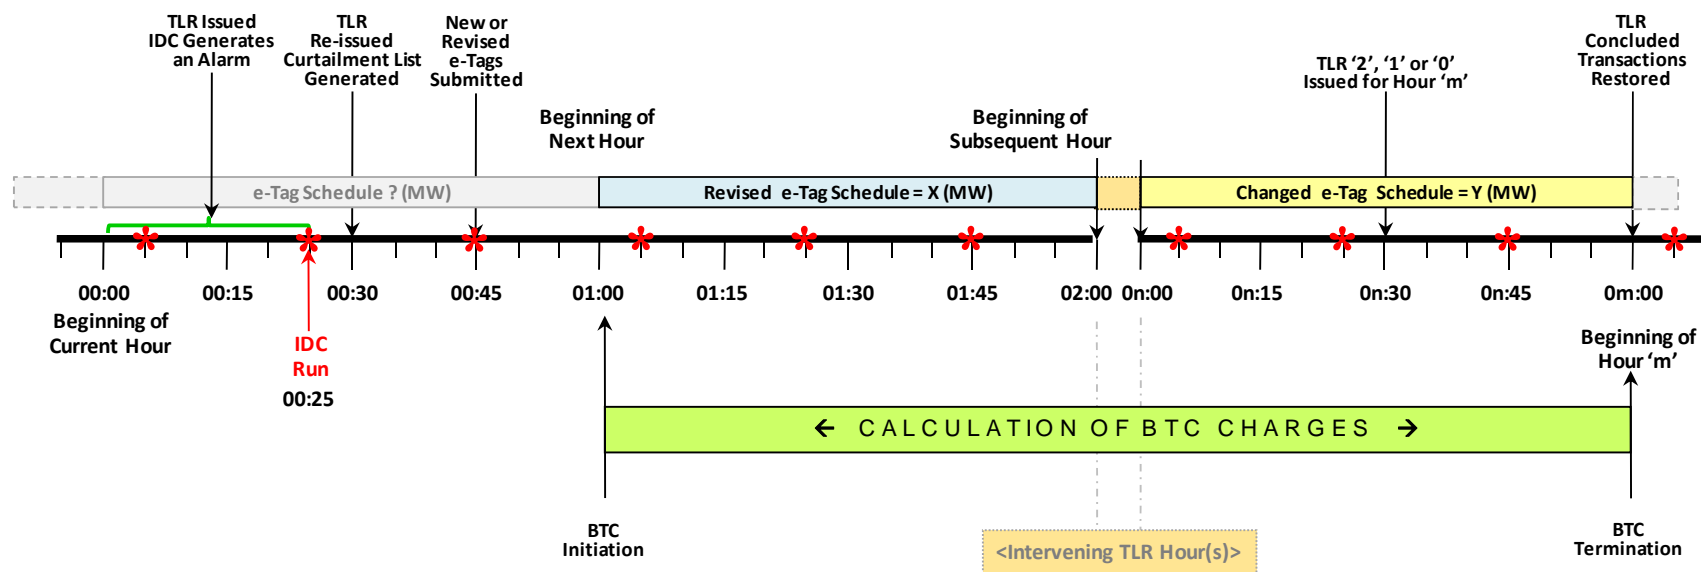 TLR Issued
IDC Generates
an Alarm
TLR
Re-issued
Curtailment List
Generated
New or
Revised
e-Tags
Submitted
Beginning of
Next Hour
Beginning of
Subsequent Hour
TLR ‘2’, ‘1’ or ‘0’
Issued for Hour ‘m’
TLR
Concluded
Transactions
Restored
e-Tag Schedule ? (MW)
Revised e-Tag Schedule = X (MW)
Changed e-Tag Schedule = Y (MW)
00:00
00:15
00:30
00:45
01:00
01:15
01:30
01:45
02:00
0n:00
0n:15
0n:30
0n:45
0m:00
Beginning of
Current Hour
IDC
Run
00:25
Beginning of
Hour ‘m’
← CALCULATION OF BTC CHARGES →
BTC
Initiation
<Intervening TLR Hour(s)>
BTC
Termination